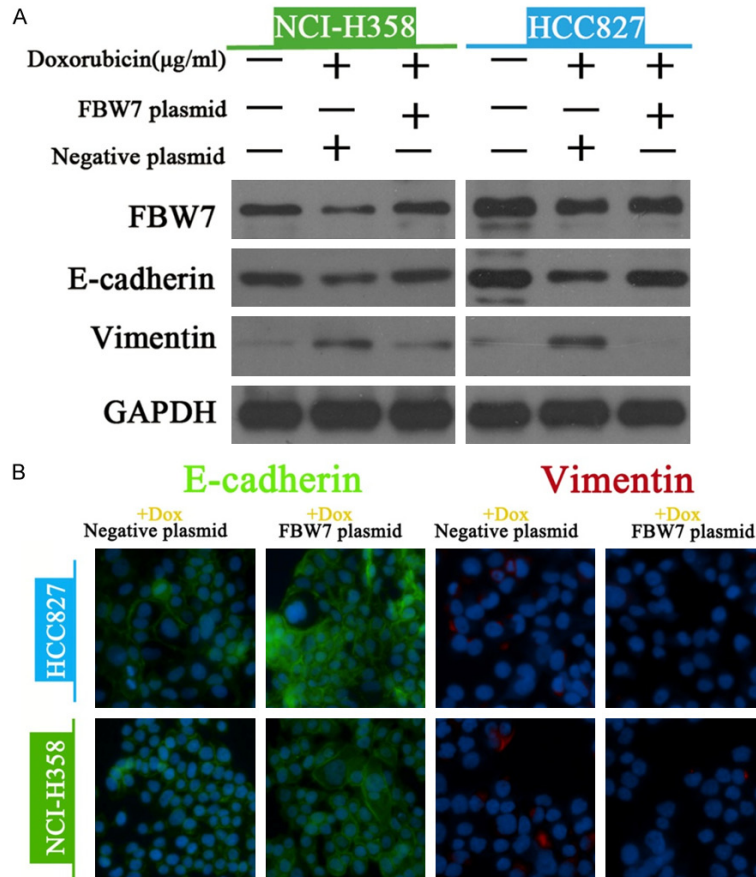 A
NCI-H358 HCC827
Doxorubicin(μg/ml) — + + — + +
FBW7 plasmid — — + — — +
Negative plasmid — + — — + —
FBW7
E-cadherin
Vimentin
GAPDH
B
E-cadherin Vimentin
+Dox +Dox +Dox +Dox
Negative plasmid FBW7 plasmid Negative plasmid FBW7 plasmid
HCC827
NCI-H358